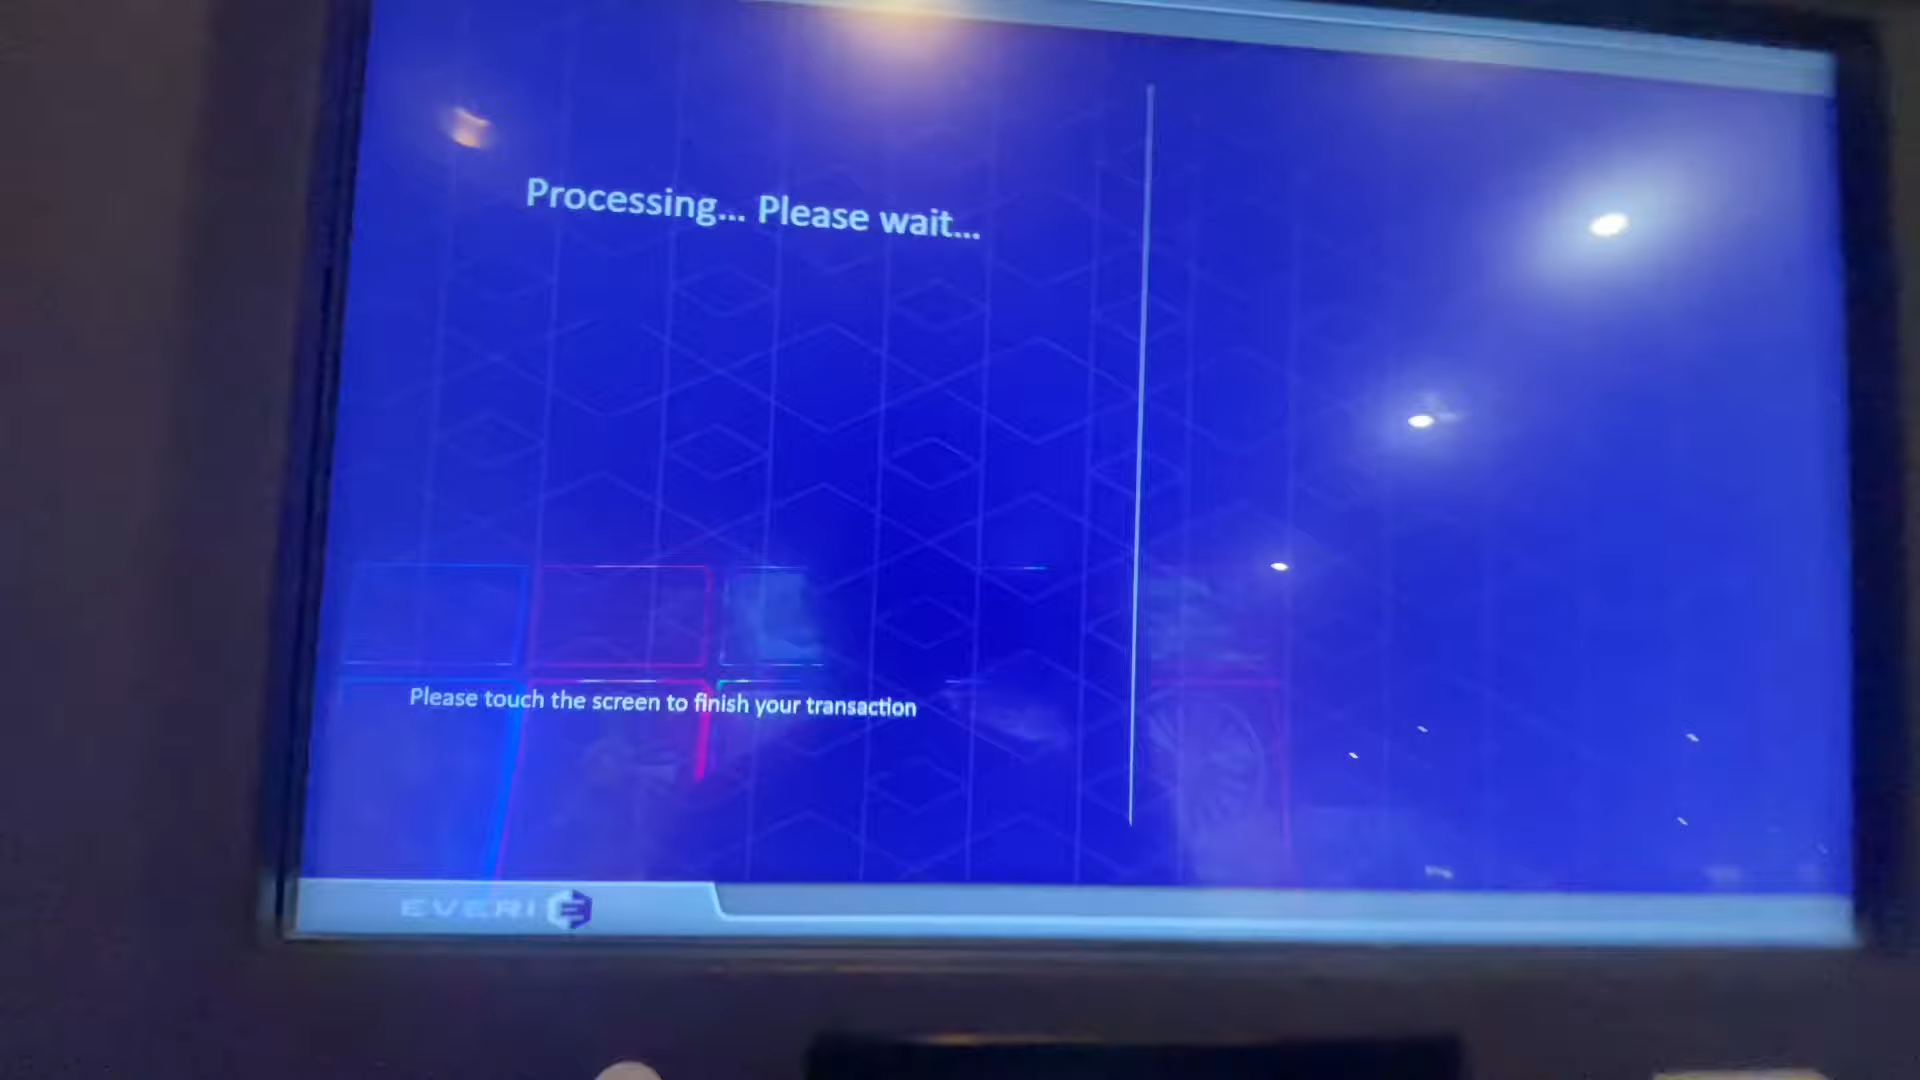 Processing... Please wait...
Please touch the screen to finish your transaction
EVERI